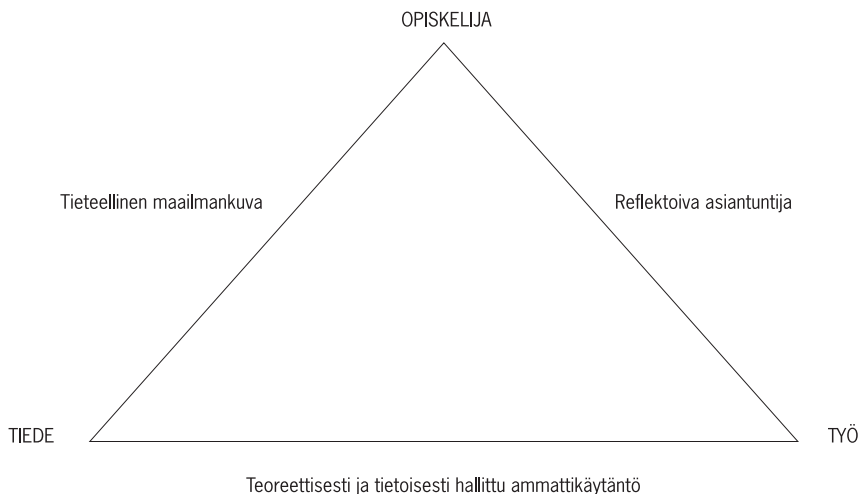 OPISKELIJA
Tieteellinen maailmankuva
Reflektoiva asiantuntija
TIEDE
TYÖ
Teoreettisesti ja tietoisesti hallittu ammattikäytäntö